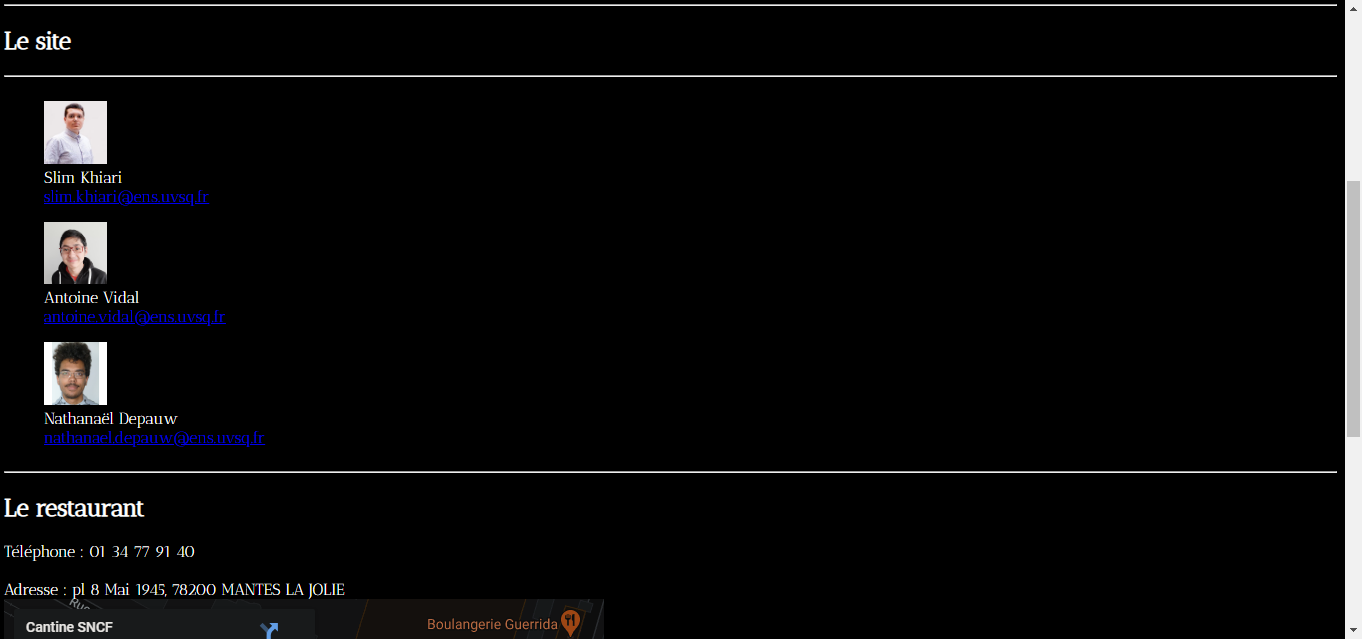 Le site
Slim Khiari
slim.khiari@ens.uvsq.fr
Antoine Vidal
antoine.vidal@ens.uvsq.fr
Nathanaël Depauw
nathanael.depauw@ens.uvsq.fr
Le restaurant
Téléphone : 01 34 77 91 40
Adresse : pl 8 Mai 1945, 78200 MANTES LA JOLIE
Rue
Boulangerie Guerrida
Cantine SNCF